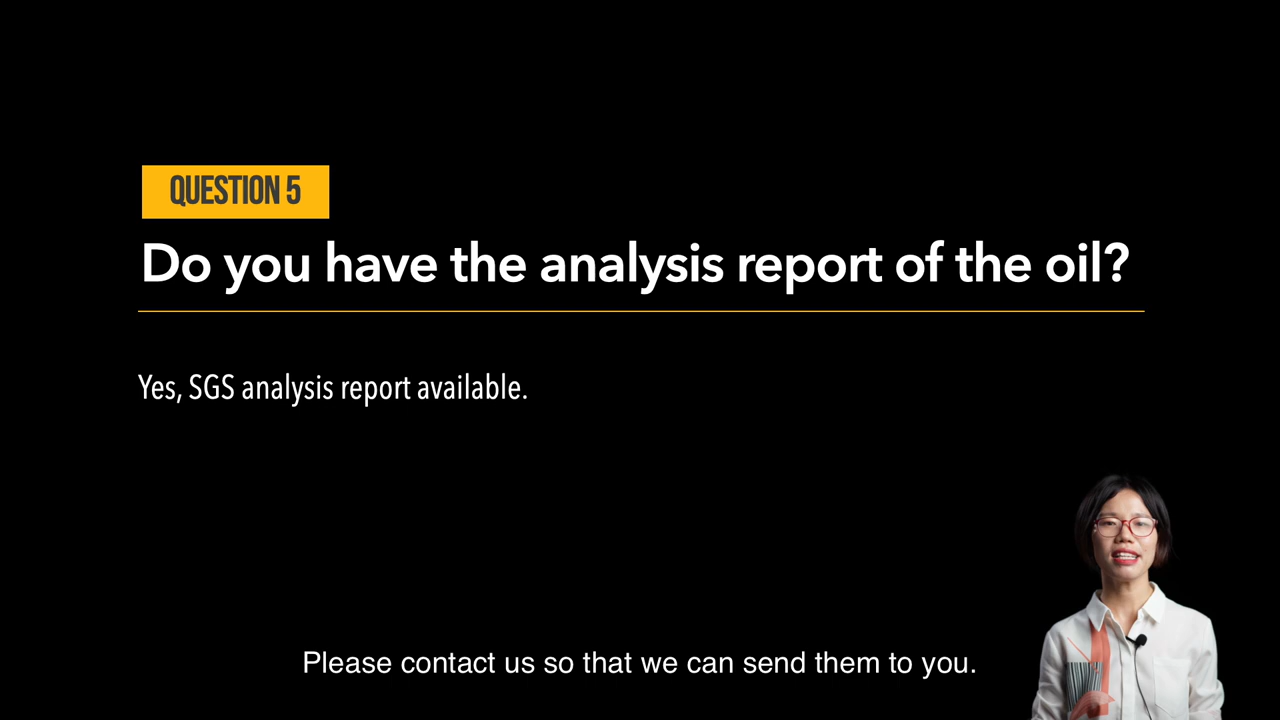 QUESTION 5
Do you have the analysis report of the oil?
Yes, SGS analysis report available.
Please contact us so that we can send them to you.